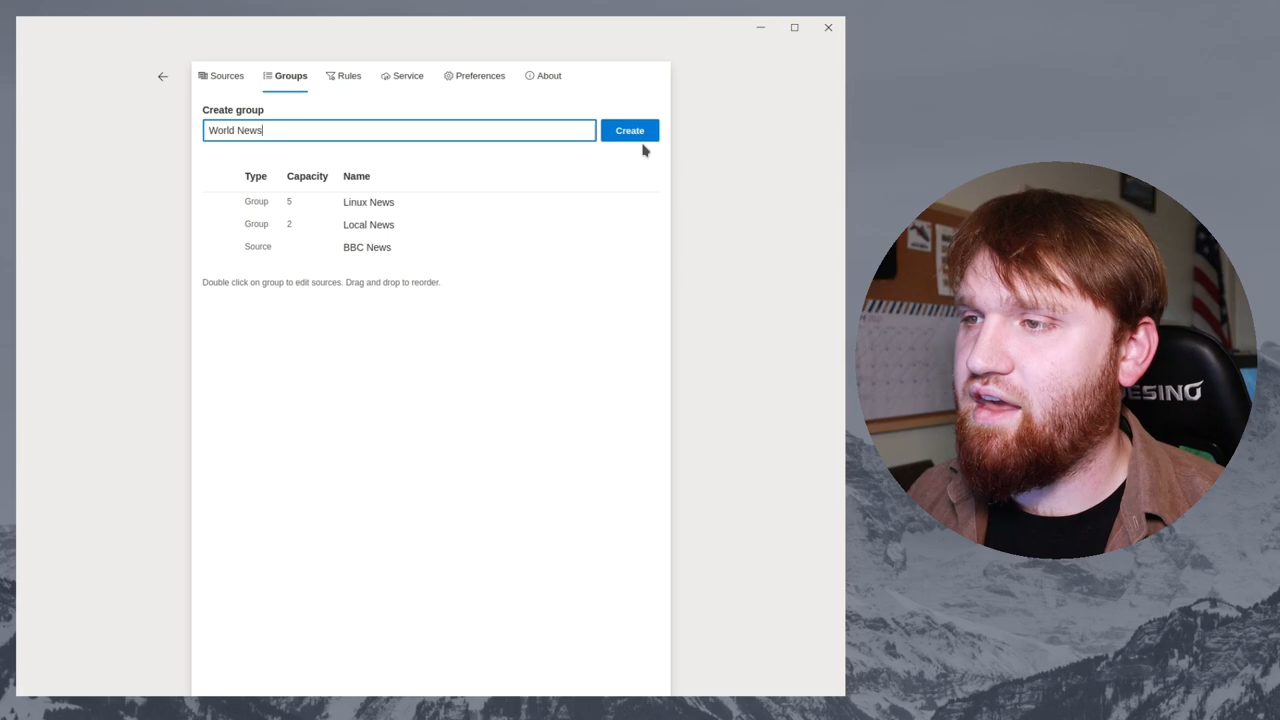 Sources Groups Rules Service Preferences About
Create group
World News Create
Type Capacity Name
Group 5 Linux News
Group 2 Local News
Source BBC News
Double click on group to edit sources. Drag and drop to reorder.
ESINO